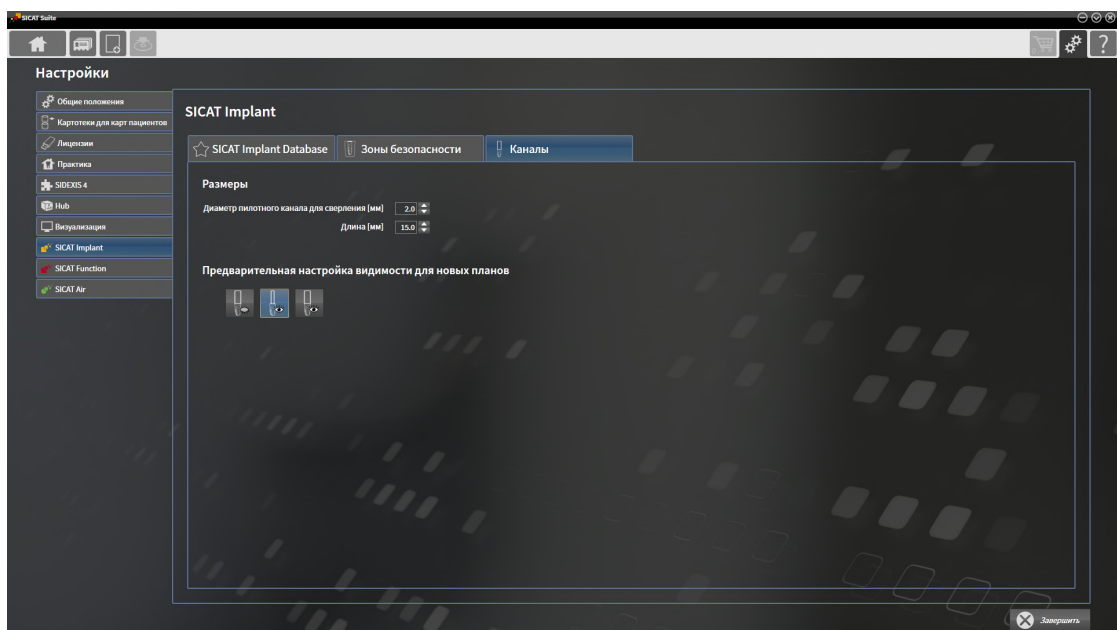 SICAT Suite
?
Настройки
Общие положения
Картотеки для карт пациентов
Лицензии
Практика
SIDEXIS 4
Hub
Визуализация
SICAT Implant
SICAT Function
SICAT Air
SICAT Implant
SICAT Implant Database
Зоны безопасности
Каналы
Размеры
Диаметр пилотного канала для сверления [мм] 2.0
Длина [мм] 15.0
Предварительная настройка видимости для новых планов
Завершить